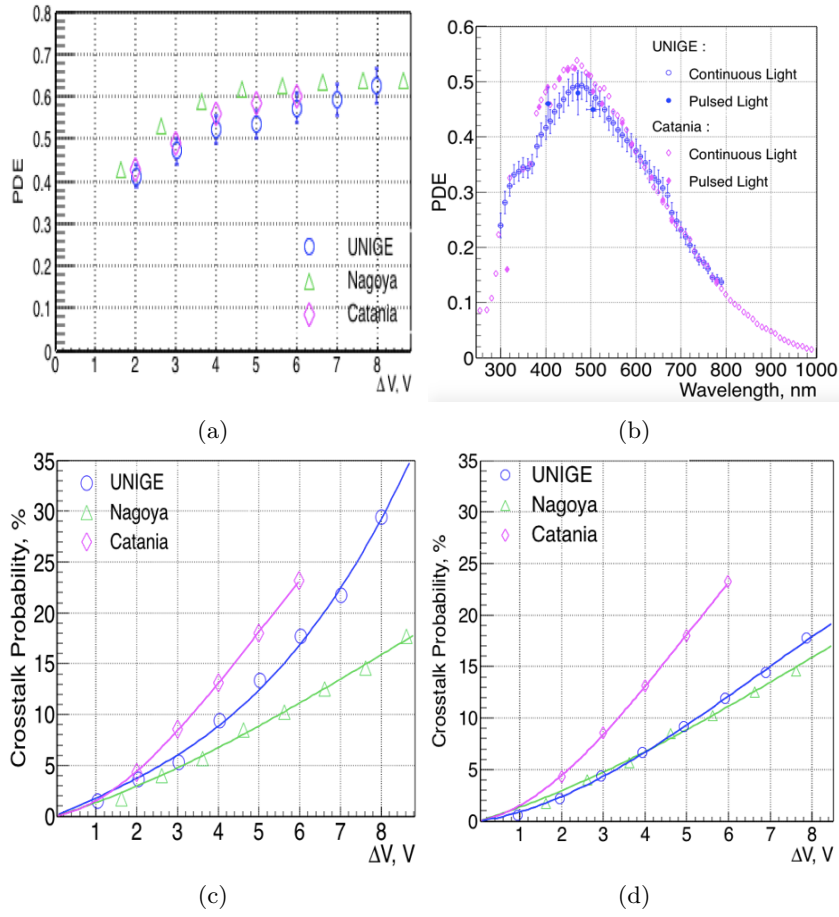 0.8
0.7
0.6
0.5
0.4
0.3
0.2
0.1
0
PDE
UNIGE
Nagoya
Catania
0 1 2 3 4 5 6 7 8
ΔV, V
(a)
PDE
0.6
0.5
0.4
0.3
0.2
0.1
0
UNIGE :
Continuous Light
Pulsed Light
Catania :
Continuous Light
Pulsed Light
300 400 500 600 700 800 900 1000
Wavelength, nm
(b)
35
30
25
20
15
10
5
0
Crosstalk Probability, %
UNIGE
Nagoya
Catania
1 2 3 4 5 6 7 8
ΔV, V
(c)
35
30
25
20
15
10
5
0
Crosstalk Probability, %
UNIGE
Nagoya
Catania
1 2 3 4 5 6 7 8
ΔV, V
(d)